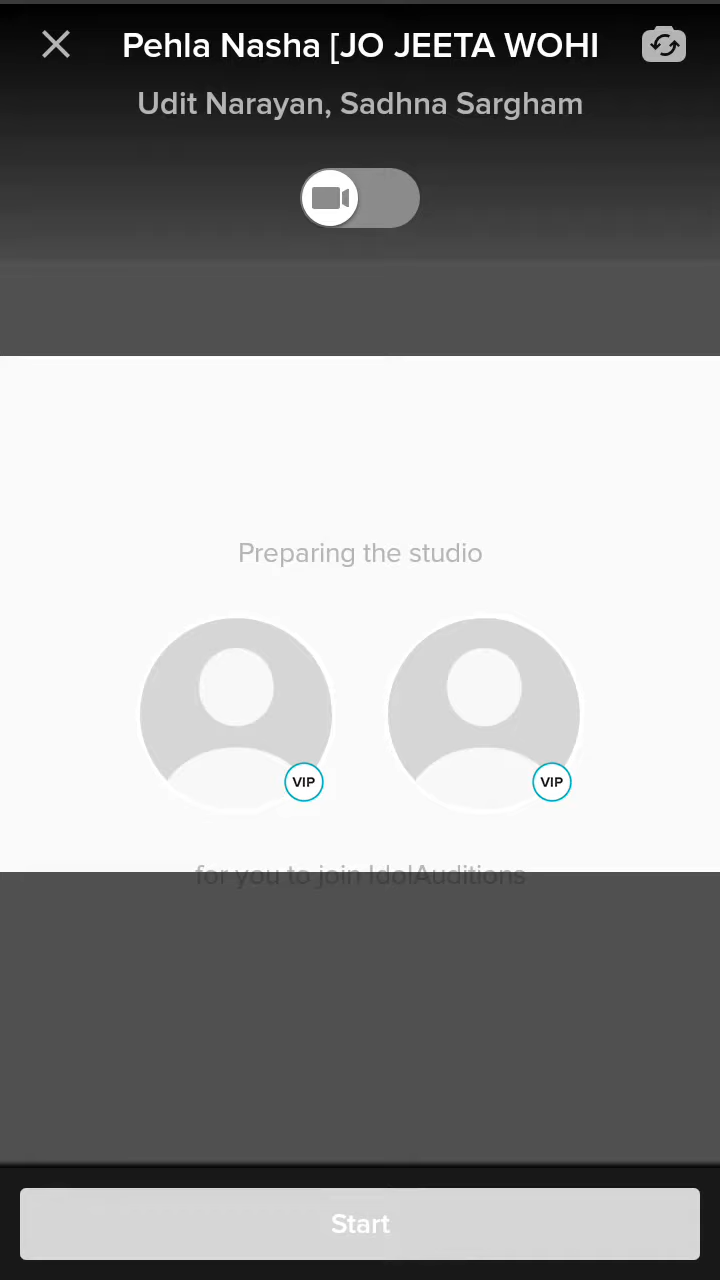 Pehla Nasha [JO JEETA WOHI
Udit Narayan, Sadhna Sargham
Preparing the studio
VIP VIP
for you to join IdolAuditions
Start